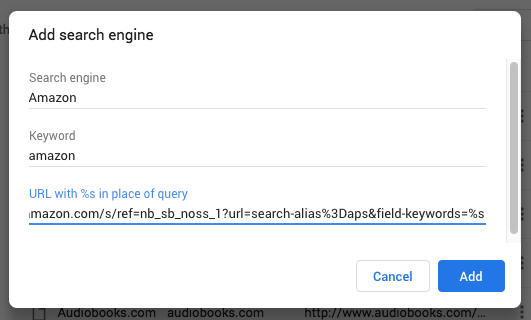 Add search engine
Search engine
Amazon
Keyword
amazon
URL with %s in place of query
mazon.com/s/ref=nb_sb_noss_1?url=search-alias%3Daps&field-keywords=%s
Cancel
Add
Audiobooks.com audiobooks.com http://www.audiobooks.com/...